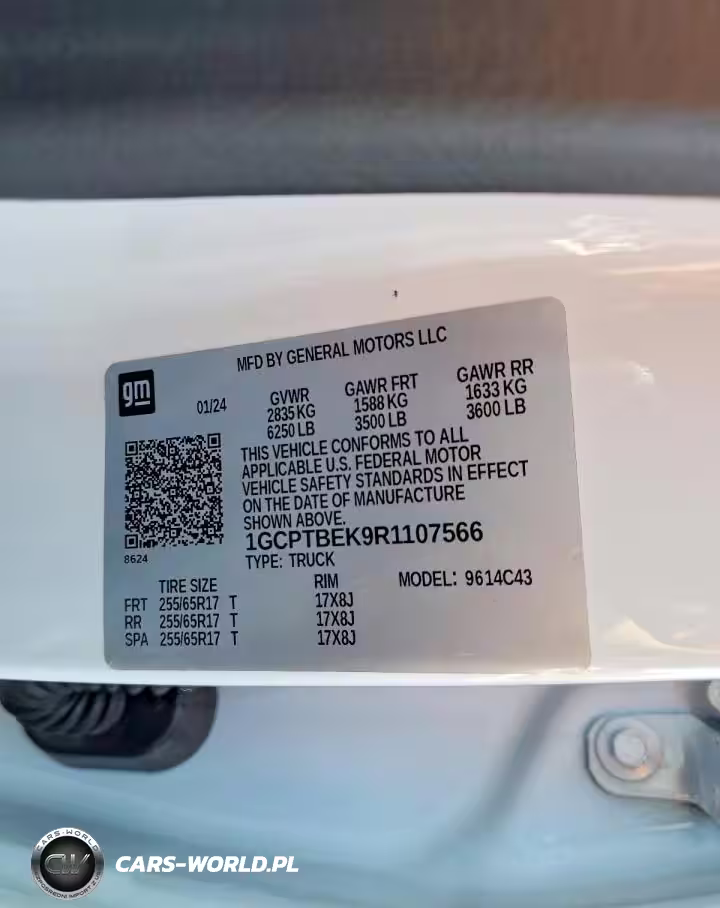 MFD BY GENERAL MOTORS LLC
gm
01/24
GVWR GAWR FRT GAWR RR
2835 KG 1588 KG 1633 KG
6250 LB 3500 LB 3600 LB
THIS VEHICLE CONFORMS TO ALL
APPLICABLE U.S. FEDERAL MOTOR
VEHICLE SAFETY STANDARDS IN EFFECT
ON THE DATE OF MANUFACTURE
SHOWN ABOVE.
1GCPTBEK9R1107566
8624
TYPE: TRUCK
TIRE SIZE RIM MODEL: 9614C43
FRT 255/65R17 T 17X8J
RR 255/65R17 T 17X8J
SPA 255/65R17 T 17X8J
CARS-WORLD
CW
CARS-WORLD.PL